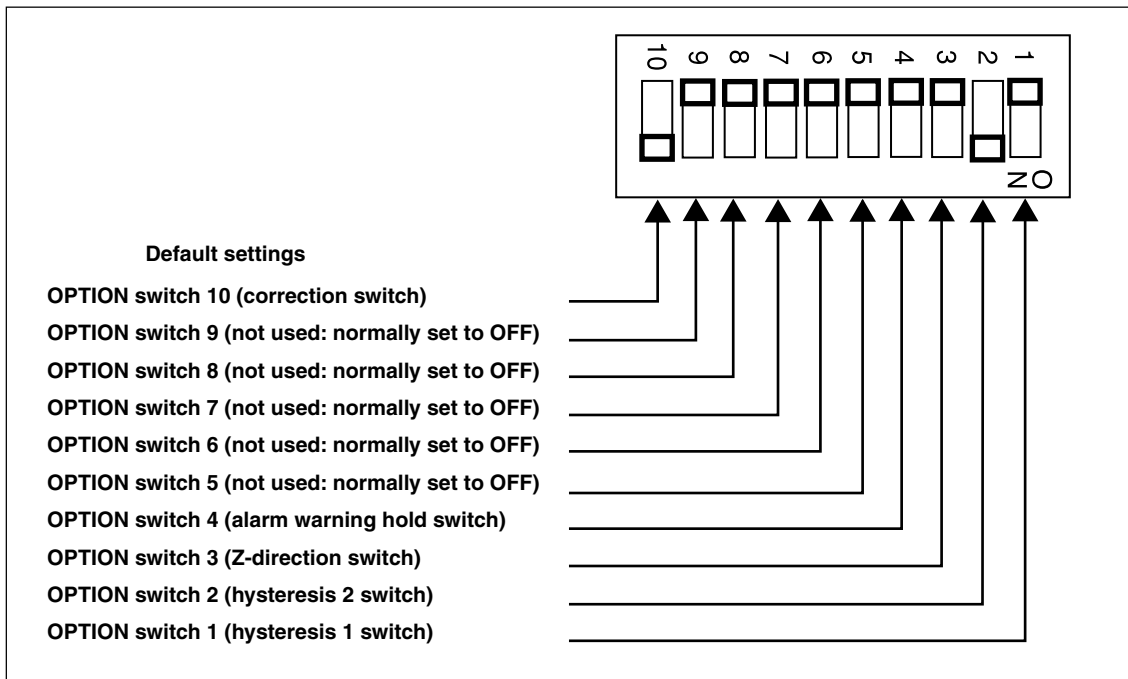 10 9 8 7 6 5 4 3 2 1
ON
Default settings
OPTION switch 10 (correction switch)
OPTION switch 9 (not used: normally set to OFF)
OPTION switch 8 (not used: normally set to OFF)
OPTION switch 7 (not used: normally set to OFF)
OPTION switch 6 (not used: normally set to OFF)
OPTION switch 5 (not used: normally set to OFF)
OPTION switch 4 (alarm warning hold switch)
OPTION switch 3 (Z-direction switch)
OPTION switch 2 (hysteresis 2 switch)
OPTION switch 1 (hysteresis 1 switch)